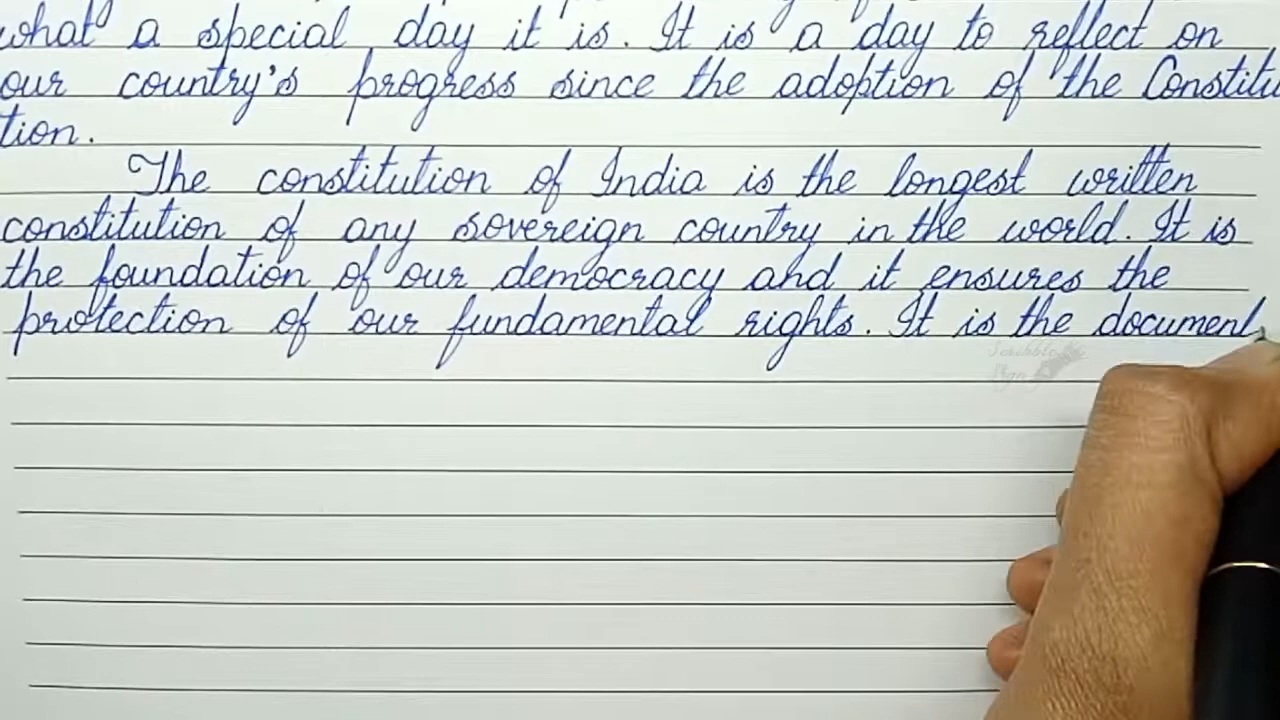 what a special day it is. It is a day to reflect on
our country's progress since the adoption of the Constitu
tion.
The constitution of India is the longest written
constitution of any sovereign country in the world. It is
the foundation of our democracy and it ensures the
protection of our fundamental rights. It is the document